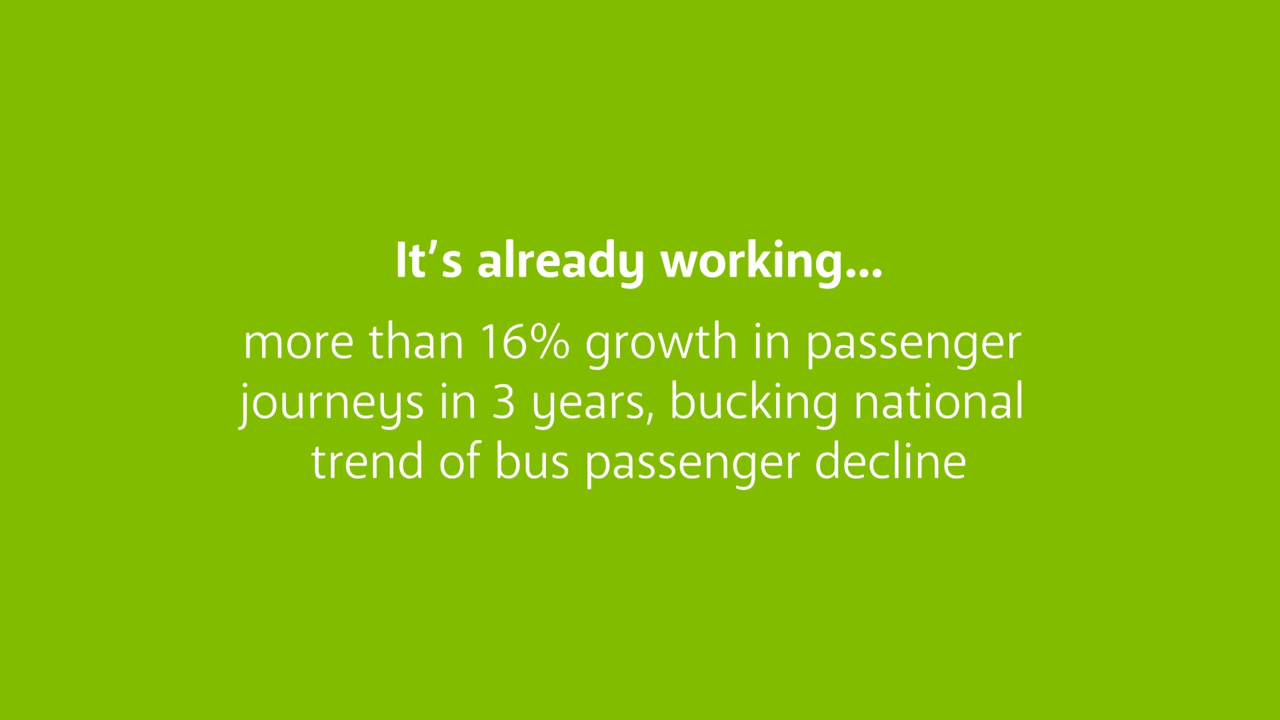 It's already working...
more than 16% growth in passenger
journeys in 3 years, bucking national
trend of bus passenger decline